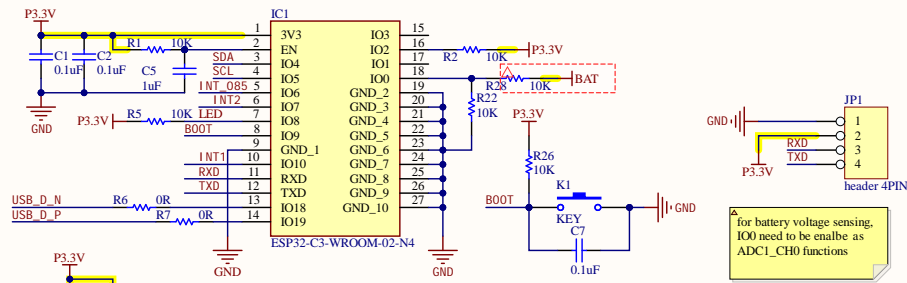 P3.3V
C1
0.1uF
C2
0.1uF
R1
10K
C5
1uF
GND
SDA
SCL
INT_085
INT2
P3.3V
R5
10K
LED
BOOT
INT1
RXD
TXD
USB_D_N
R6
0R
USB_D_P
R7
0R
GND
IC1
1
2
3
4
5
6
7
8
9
10
11
12
13
14
3V3
EN
IO4
IO5
IO6
IO7
IO8
IO9
GND_1
IO10
RXD
TXD
IO18
IO19
IO3
IO2
IO1
IO0
GND_2
GND_3
GND_4
GND_5
GND_6
GND_7
GND_8
GND_9
GND_10
15
16
17
18
19
20
21
22
23
24
25
26
27
ESP32-C3-WROOM-02-N4
GND
R2
10K
P3.3V
R28
10K
BAT
R22
10K
P3.3V
R26
10K
BOOT
K1
KEY
C7
0.1uF
GND
JP1
GND
1
2
3
4
RXD
TXD
P3.3V
header 4PIN
for battery voltage sensing,
IO0 need to be enalbe as
ADC1_CH0 functions
P3.3V